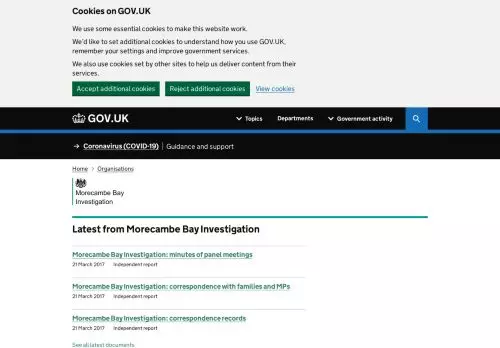 Cookies on GOV.UK
We use some essential cookies to make this website work.
We'd like to set additional cookies to understand how you use GOV.UK,
remember your settings and improve government services.
We also use cookies set by other sites to help us deliver content from their
services.
Accept additional cookies Reject additional cookies View cookies
GOV.UK Topics Departments Government activity
Coronavirus (COVID-19) Guidance and support
Home Organisations
Morecambe Bay
Investigation
Latest from Morecambe Bay Investigation
Morecambe Bay Investigation: minutes of panel meetings
21 March 2017 Independent report
Morecambe Bay Investigation: correspondence with families and MPs
21 March 2017 Independent report
Morecambe Bay Investigation: correspondence records
21 March 2017 Independent report
See all latest documents